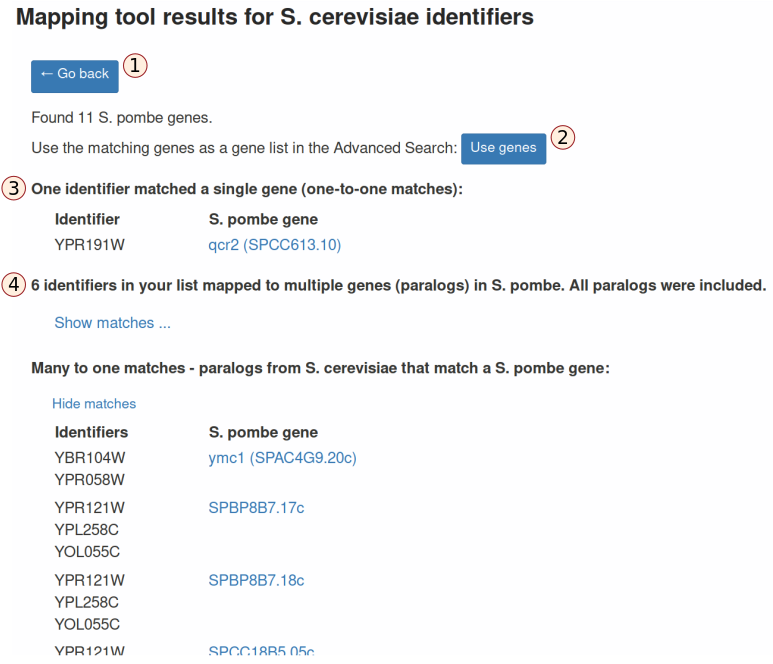 Mapping tool results for S. cerevisiae identifiers
← Go back 1
Found 11 S. pombe genes.
Use the matching genes as a gene list in the Advanced Search: Use genes 2
3 One identifier matched a single gene (one-to-one matches):
Identifier S. pombe gene
YPR191W qcr2 (SPCC613.10)
4 6 identifiers in your list mapped to multiple genes (paralogs) in S. pombe. All paralogs were included.
Show matches ...
Many to one matches - paralogs from S. cerevisiae that match a S. pombe gene:
Hide matches
Identifiers S. pombe gene
YBR104W ymc1 (SPAC4G9.20c)
YPR058W
YPR121W SPBP8B7.17c
YPL258C
YOL055C
YPR121W SPBP8B7.18c
YPL258C
YOL055C
YPR121W SPCC18B5.05c